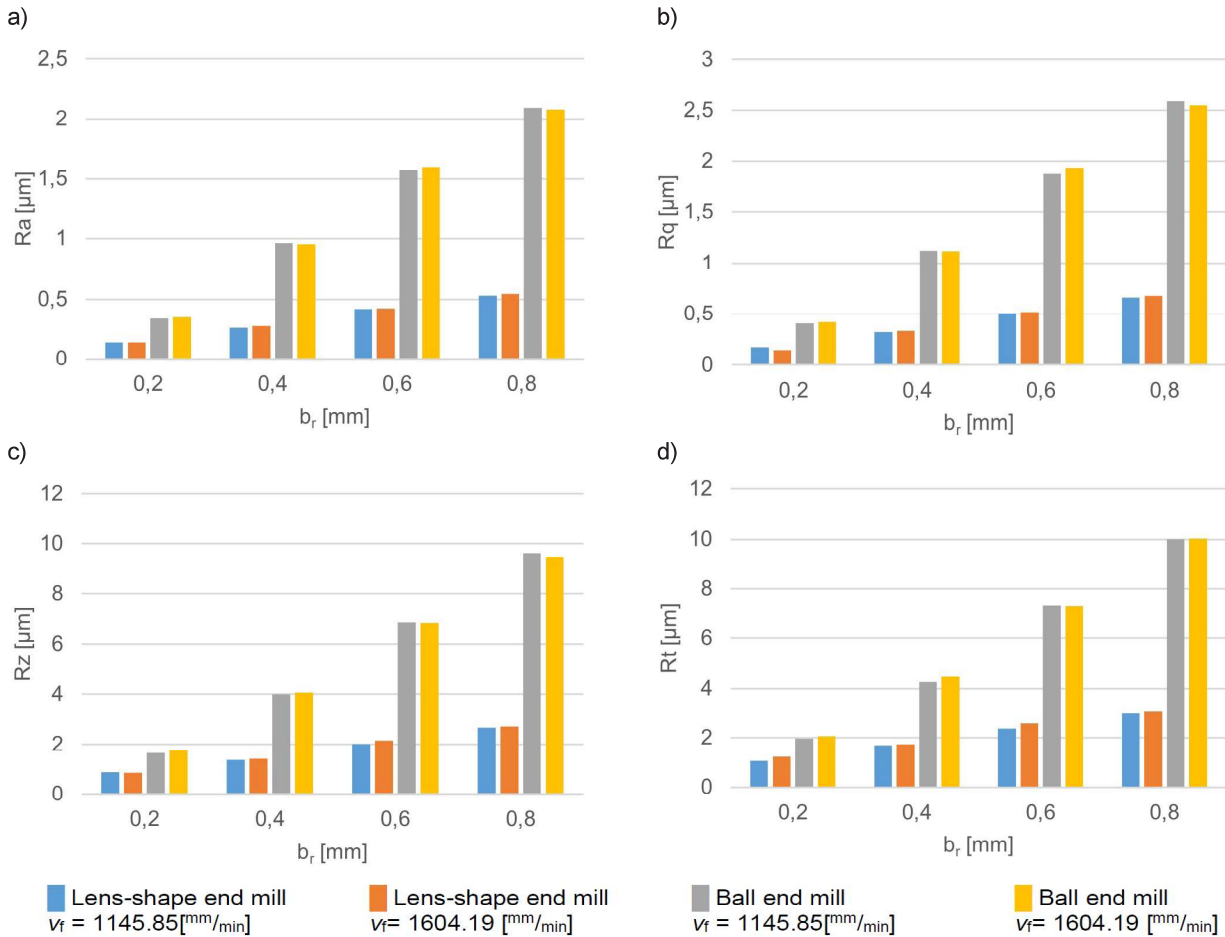 a)
2,5
2
1,5
1
0,5
0
Ra [µm]
0,2 0,4 0,6 0,8
br [mm]
b)
3
2,5
2
1,5
1
0,5
0
Rq [µm]
0,2 0,4 0,6 0,8
br [mm]
c)
12
10
8
6
4
2
0
Rz [µm]
0,2 0,4 0,6 0,8
br [mm]
d)
12
10
8
6
4
2
0
Rt [µm]
0,2 0,4 0,6 0,8
br [mm]
Lens-shape end mill
vf = 1145.85[mm/min]
Lens-shape end mill
vf= 1604.19 [mm/min]
Ball end mill
vf = 1145.85[mm/min]
Ball end mill
vf= 1604.19 [mm/min]